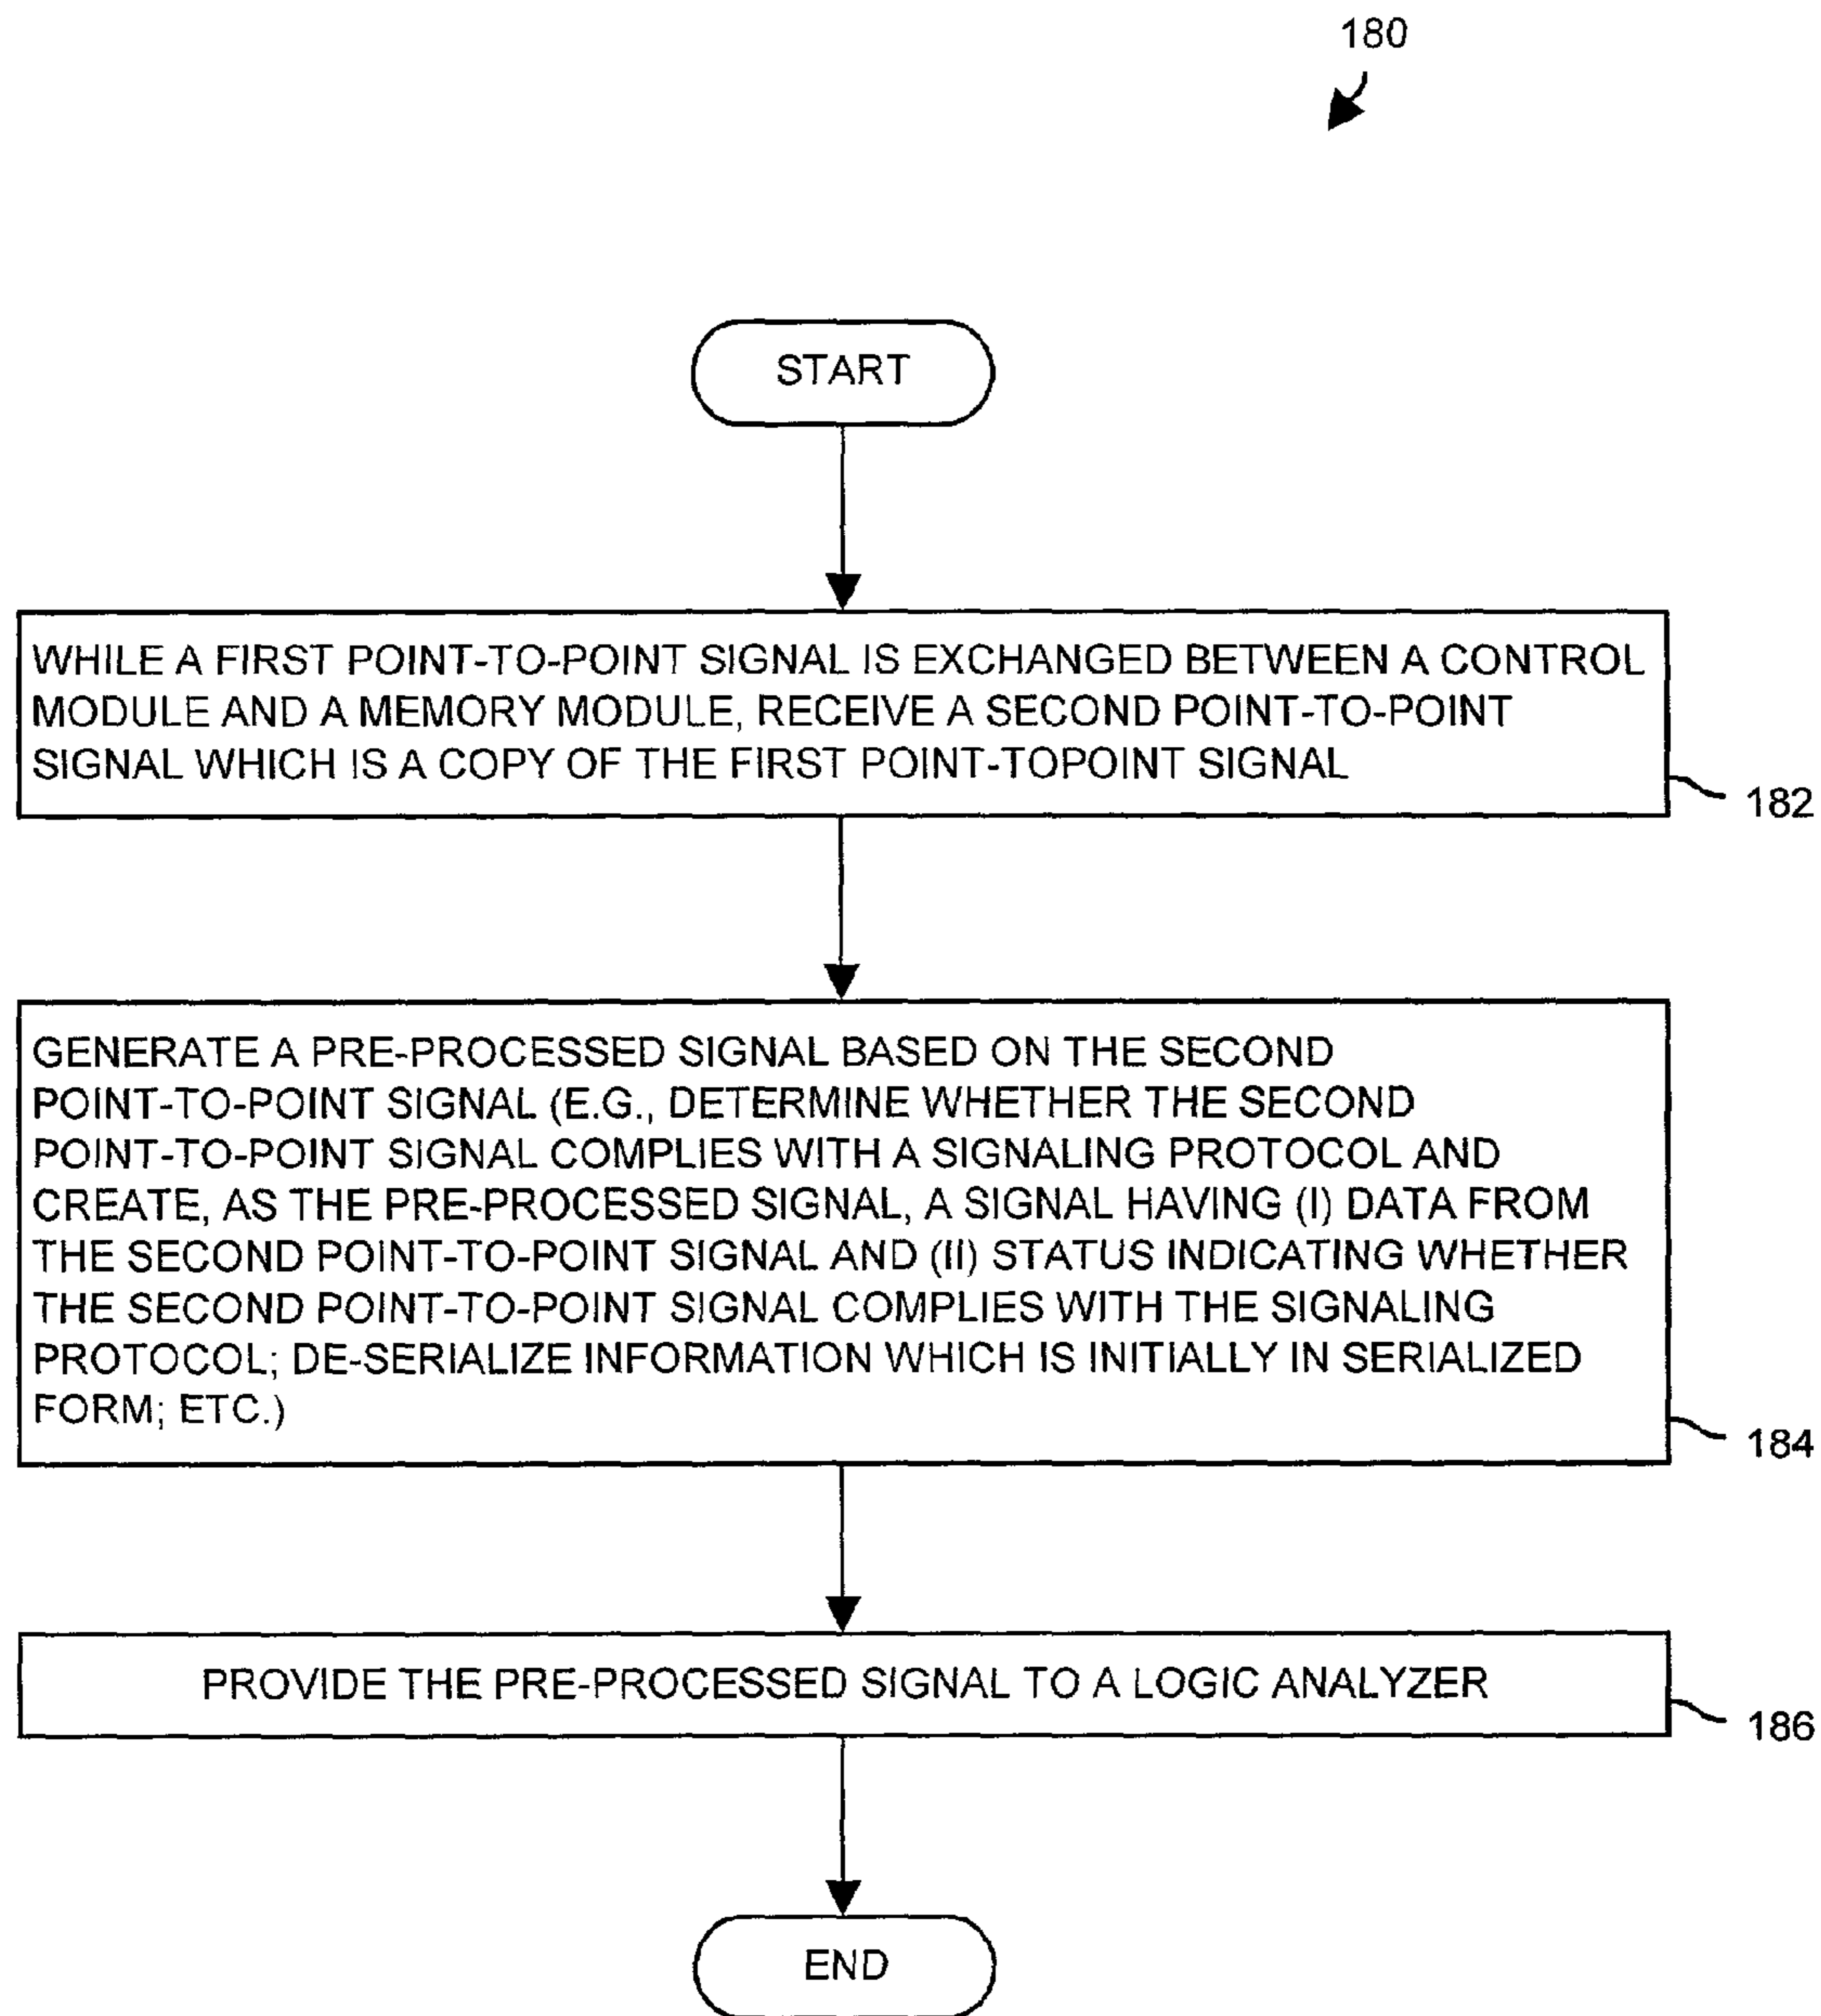 180
START
WHILE A FIRST POINT-TO-POINT SIGNAL IS EXCHANGED BETWEEN A CONTROL
MODULE AND A MEMORY MODULE, RECEIVE A SECOND POINT-TO-POINT
SIGNAL WHICH IS A COPY OF THE FIRST POINT-TOPOINT SIGNAL
182
GENERATE A PRE-PROCESSED SIGNAL BASED ON THE SECOND
POINT-TO-POINT SIGNAL (E.G., DETERMINE WHETHER THE SECOND
POINT-TO-POINT SIGNAL COMPLIES WITH A SIGNALING PROTOCOL AND
CREATE, AS THE PRE-PROCESSED SIGNAL, A SIGNAL HAVING (I) DATA FROM
THE SECOND POINT-TO-POINT SIGNAL AND (II) STATUS INDICATING WHETHER
THE SECOND POINT-TO-POINT SIGNAL COMPLIES WITH THE SIGNALING
PROTOCOL; DE-SERIALIZE INFORMATION WHICH IS INITIALLY IN SERIALIZED
FORM; ETC.)
184
PROVIDE THE PRE-PROCESSED SIGNAL TO A LOGIC ANALYZER
186
END